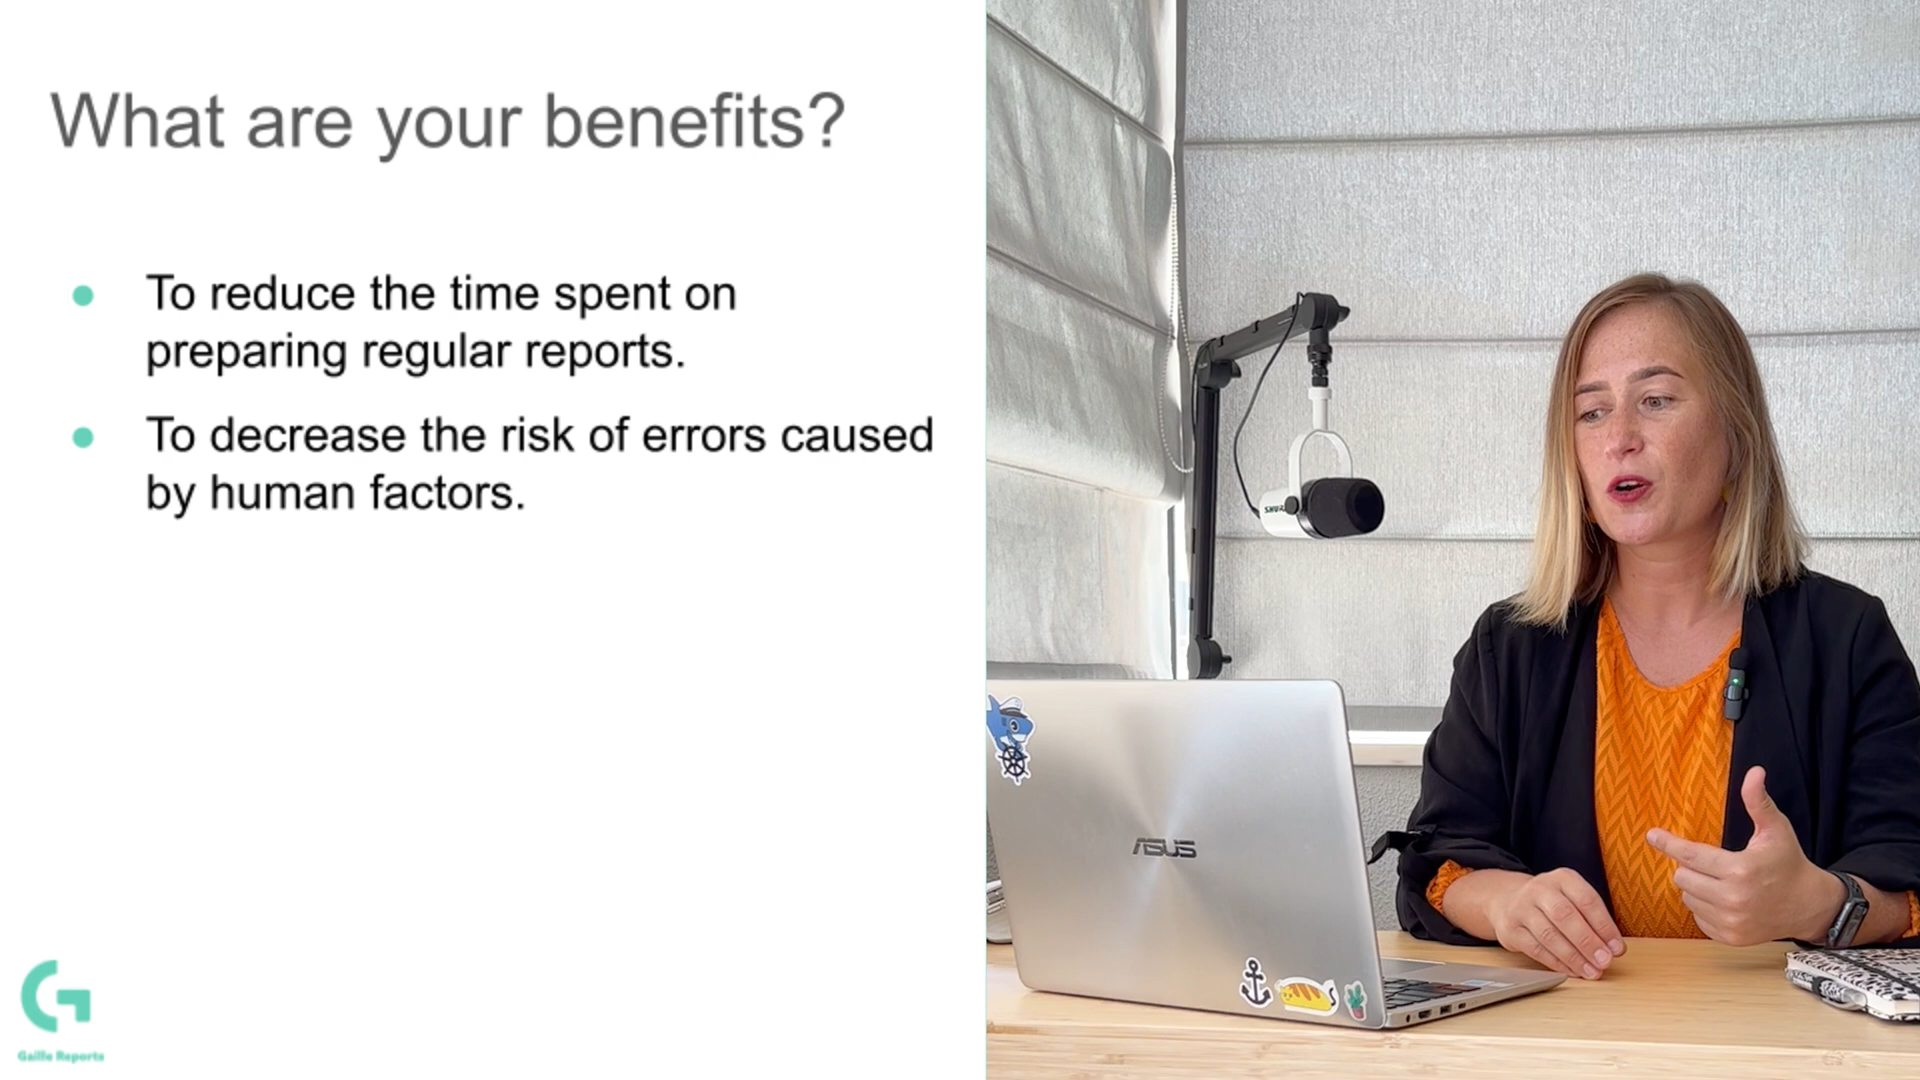 What are your benefits?
To reduce the time spent on
preparing regular reports.
To decrease the risk of errors caused
by human factors.
Gaille Reports
SHURE
ASUS